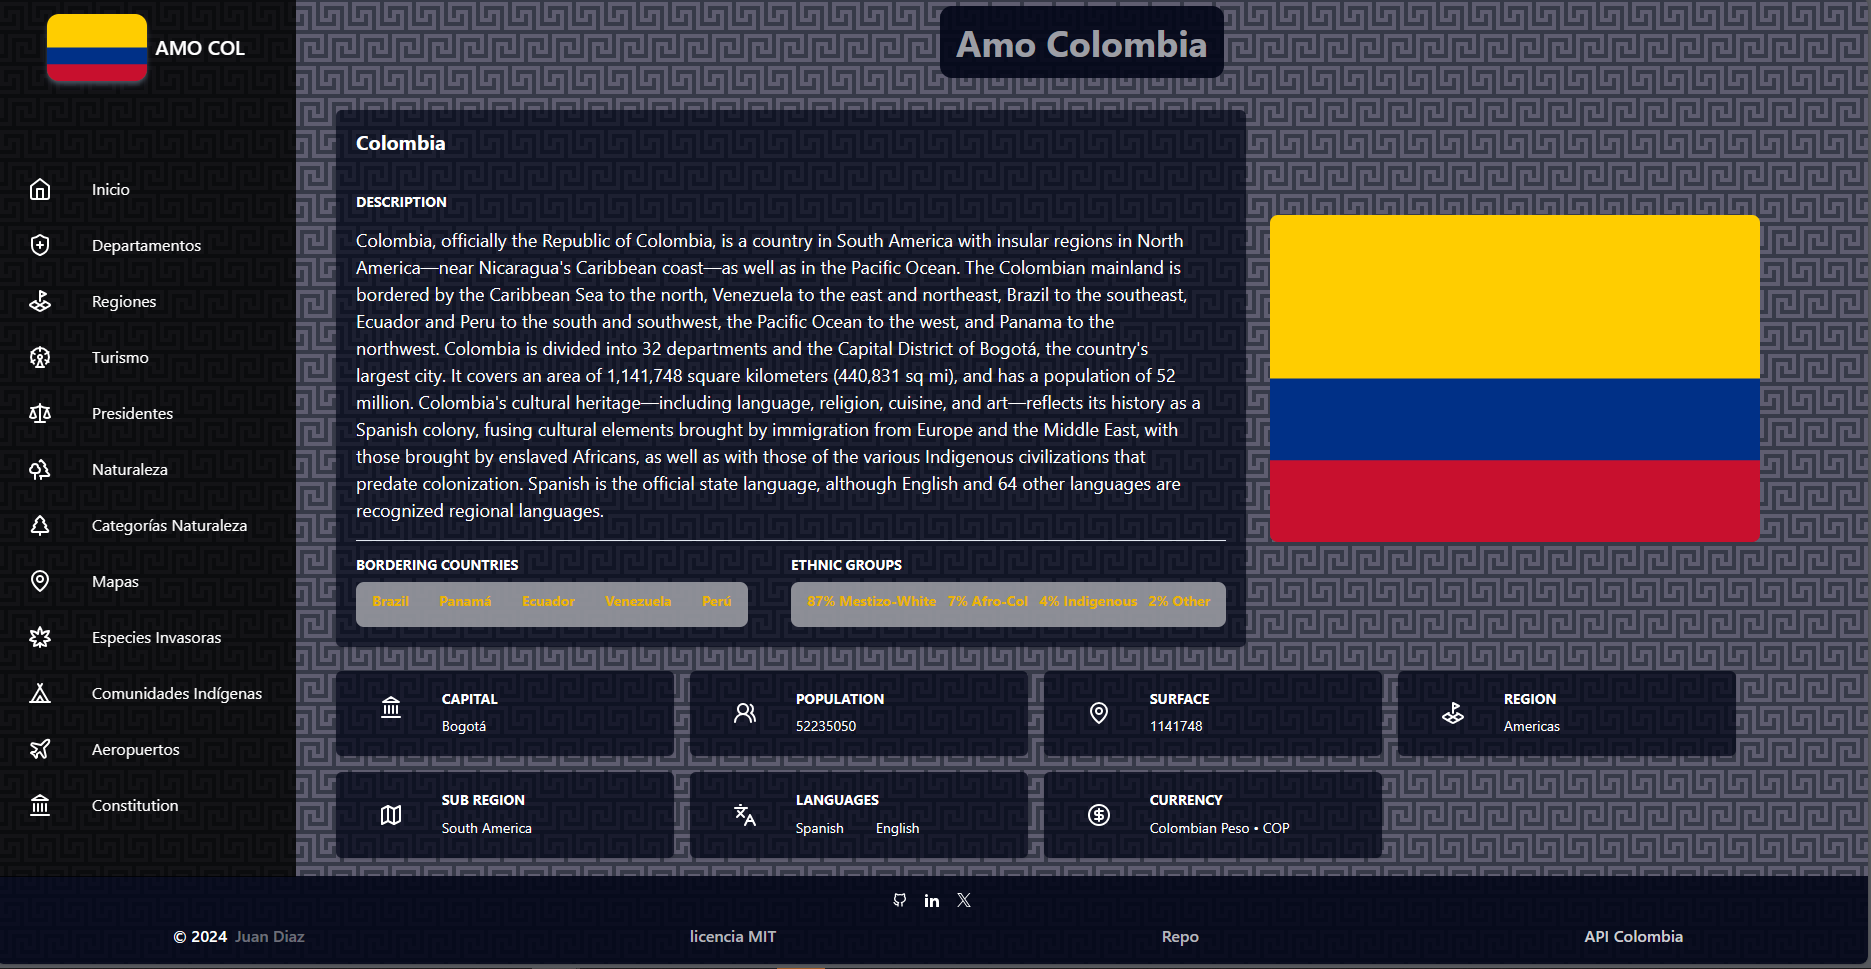 AMO COL
Amo Colombia
Inicio
Departamentos
Regiones
Turismo
Presidentes
Naturaleza
Categorías Naturaleza
Mapas
Especies Invasoras
Comunidades Indígenas
Aeropuertos
Constitution
Colombia
DESCRIPTION
Colombia, officially the Republic of Colombia, is a country in South America with insular regions in North
America—near Nicaragua's Caribbean coast—as well as in the Pacific Ocean. The Colombian mainland is
bordered by the Caribbean Sea to the north, Venezuela to the east and northeast, Brazil to the southeast,
Ecuador and Peru to the south and southwest, the Pacific Ocean to the west, and Panama to the
northwest. Colombia is divided into 32 departments and the Capital District of Bogotá, the country's
largest city. It covers an area of 1,141,748 square kilometers (440,831 sq mi), and has a population of 52
million. Colombia's cultural heritage—including language, religion, cuisine, and art—reflects its history as a
Spanish colony, fusing cultural elements brought by immigration from Europe and the Middle East, with
those brought by enslaved Africans, as well as with those of the various Indigenous civilizations that
predate colonization. Spanish is the official state language, although English and 64 other languages are
recognized regional languages.
BORDERING COUNTRIES
Brazil Panamá Ecuador Venezuela Perú
ETHNIC GROUPS
87% Mestizo-White 7% Afro-Col 4% Indigenous 2% Other
CAPITAL
Bogotá
POPULATION
52235050
SURFACE
1141748
REGION
Americas
SUB REGION
South America
LANGUAGES
Spanish English
CURRENCY
Colombian Peso • COP
© 2024 Juan Diaz
licencia MIT
Repo
API Colombia